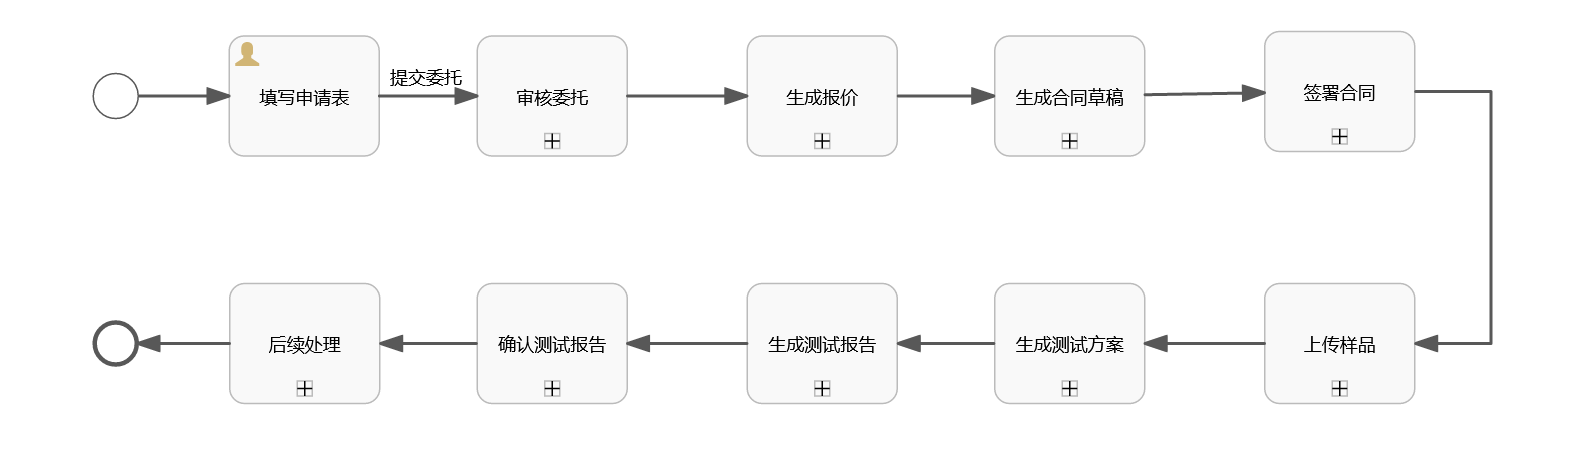 填写申请表
提交委托
审核委托
生成报价
生成合同草稿
签署合同
上传样品
生成测试方案
生成测试报告
确认测试报告
后续处理